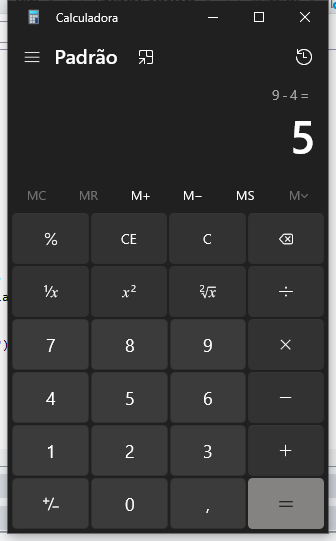 Calculadora
Padrão
9 - 4 =
5
MC MR M+ M− MS M
% CE C
¹⁄x x² ²√x ÷
7 8 9 ×
4 5 6 −
1 2 3 +
+/− 0 , =